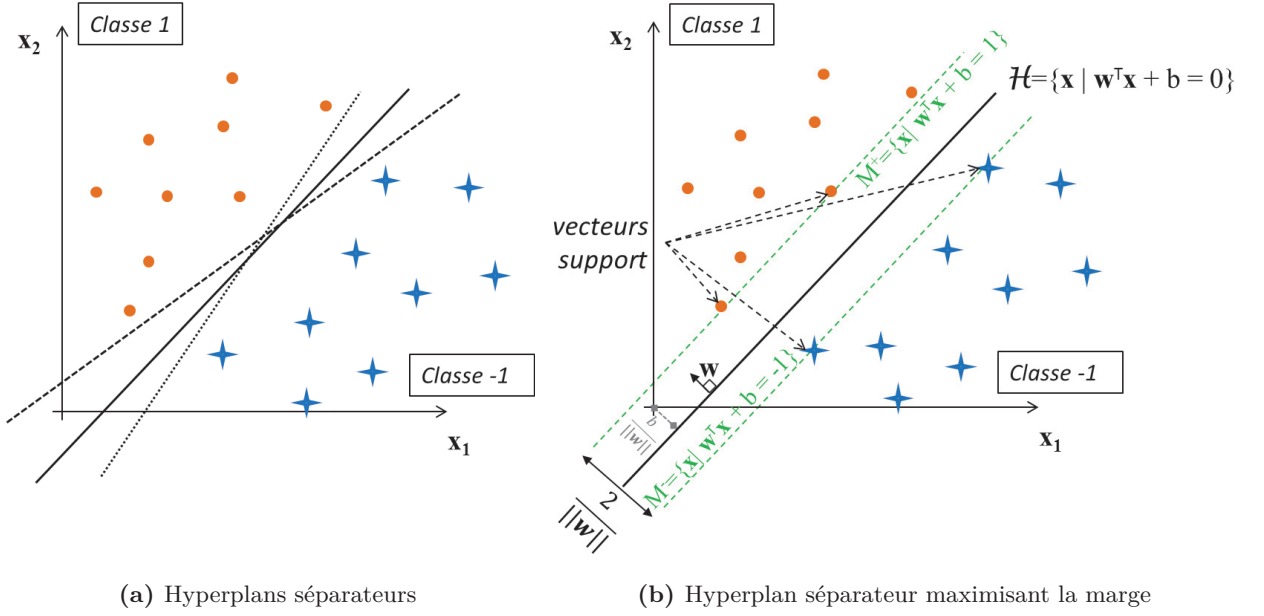 Classe 1
x₂
Classe -1
x₁
(a) Hyperplans séparateurs
Classe 1
x₂
M⁺={x| wᵀx + b = 1}
ℋ={x | wᵀx + b = 0}
vecteurs
support
w
Classe -1
M⁻={x| wᵀx + b = -1}
b
||w||
x₁
2
||w||
(b) Hyperplan séparateur maximisant la marge